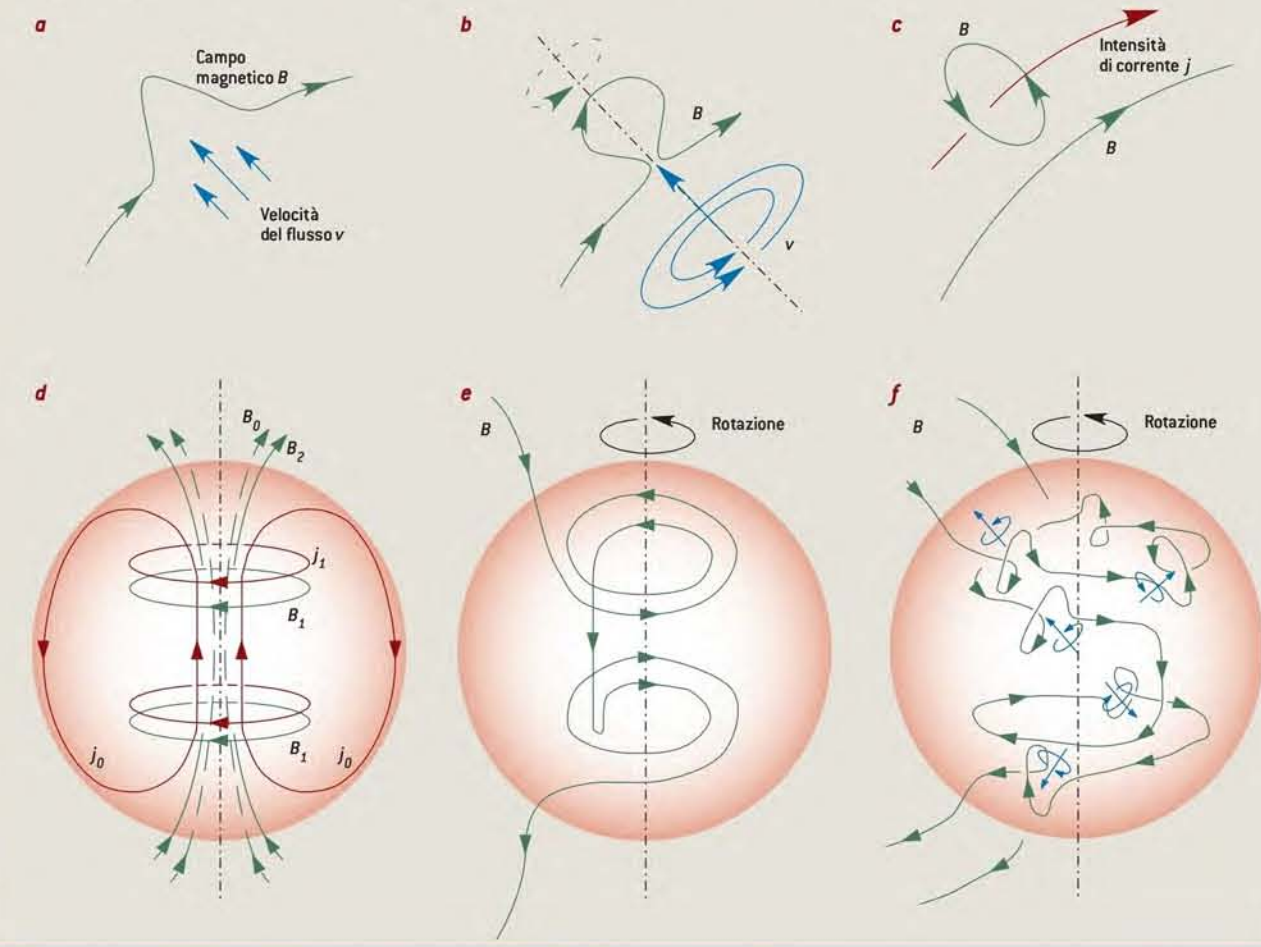 a
Campo
magnetico B
Velocità
del flusso v
b
B
v
c
B
Intensità
di corrente j
B
d
B0
B2
j1
B1
B1
j0
j0
e
B
Rotazione
f
B
Rotazione